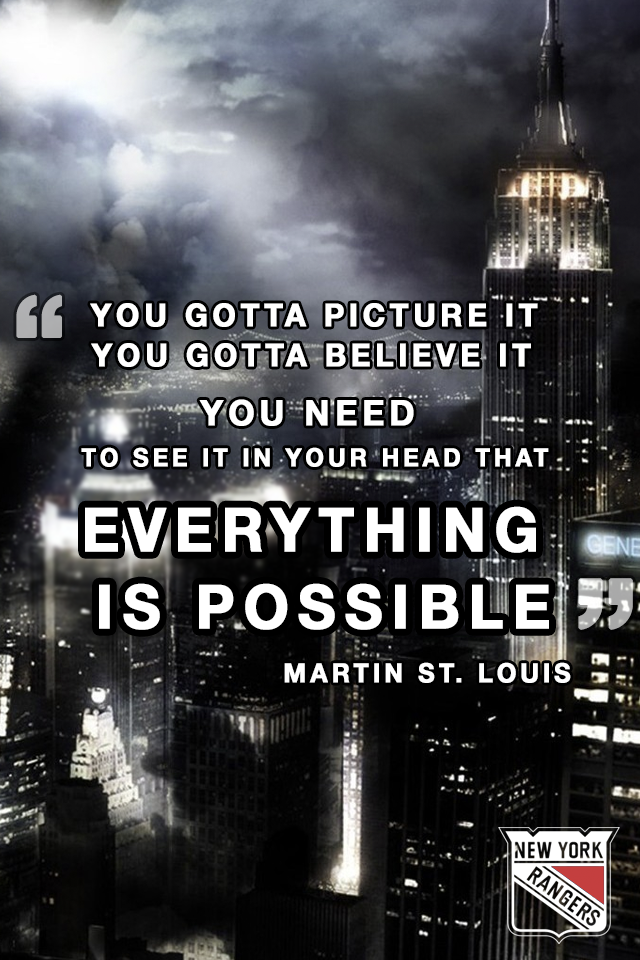 “ YOU GOTTA PICTURE IT
YOU GOTTA BELIEVE IT
YOU NEED
TO SEE IT IN YOUR HEAD THAT
EVERYTHING
IS POSSIBLE ”
MARTIN ST. LOUIS
GENE
NEW YORK
RANGERS